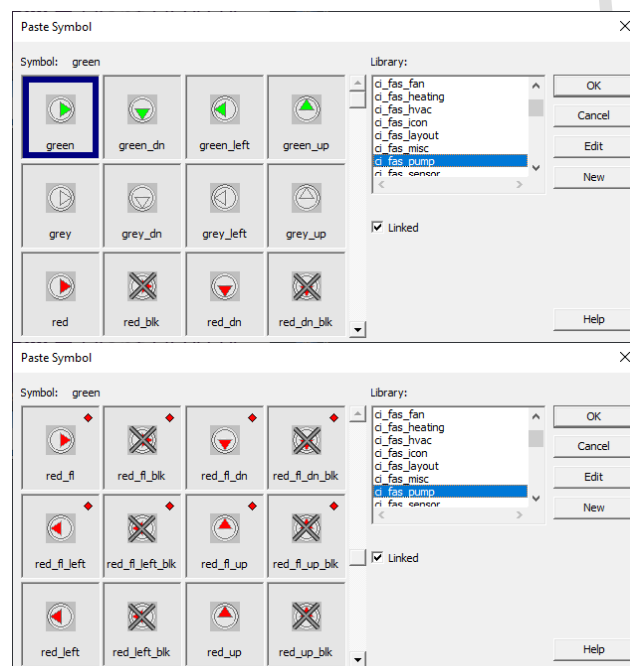 Paste Symbol
Symbol: green
Library:
green
green_dn
green_left
green_up
grey
grey_dn
grey_left
grey_up
red
red_blk
red_dn
red_dn_blk
ci_fas_fan
ci_fas_heating
ci_fas_hvac
ci_fas_icon
ci_fas_layout
ci_fas_misc
ci_fas_pump
ci_fas_sensor
Linked
OK
Cancel
Edit
New
Help
Paste Symbol
Symbol: green
Library:
red_fl
red_fl_blk
red_fl_dn
red_fl_dn_blk
red_fl_left
red_fl_left_blk
red_fl_up
red_fl_up_blk
red_left
red_left_blk
red_up
red_up_blk
ci_fas_fan
ci_fas_heating
ci_fas_hvac
ci_fas_icon
ci_fas_layout
ci_fas_misc
ci_fas_pump
ci_fas_sensor
Linked
OK
Cancel
Edit
New
Help